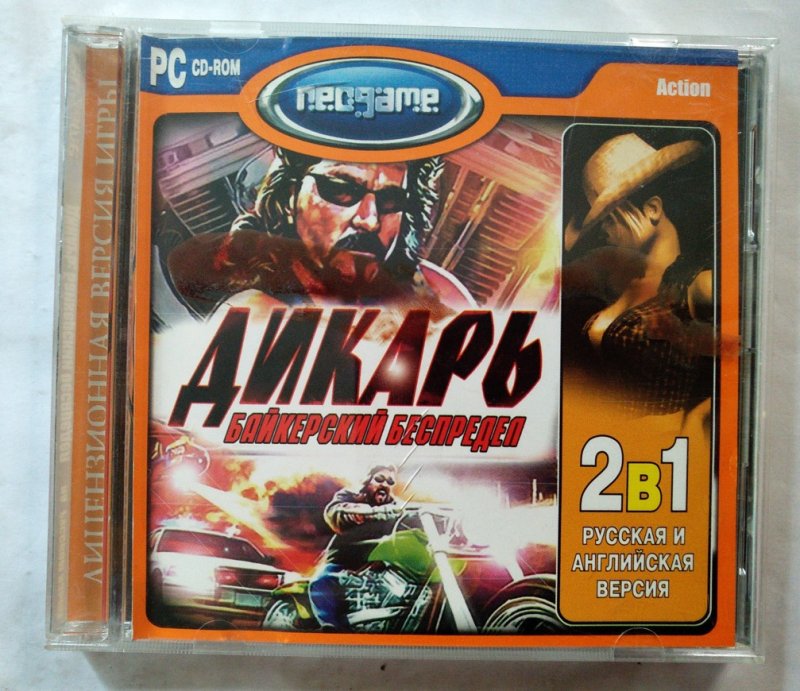 PC CD-ROM
neogame
Action
ЛИЦЕНЗИОННАЯ ВЕРСИЯ ИГРЫ
ДИКАРЬ
БАЙКЕРСКИЙ БЕСПРЕДЕЛ
2в1
РУССКАЯ И
АНГЛИЙСКАЯ
ВЕРСИЯ